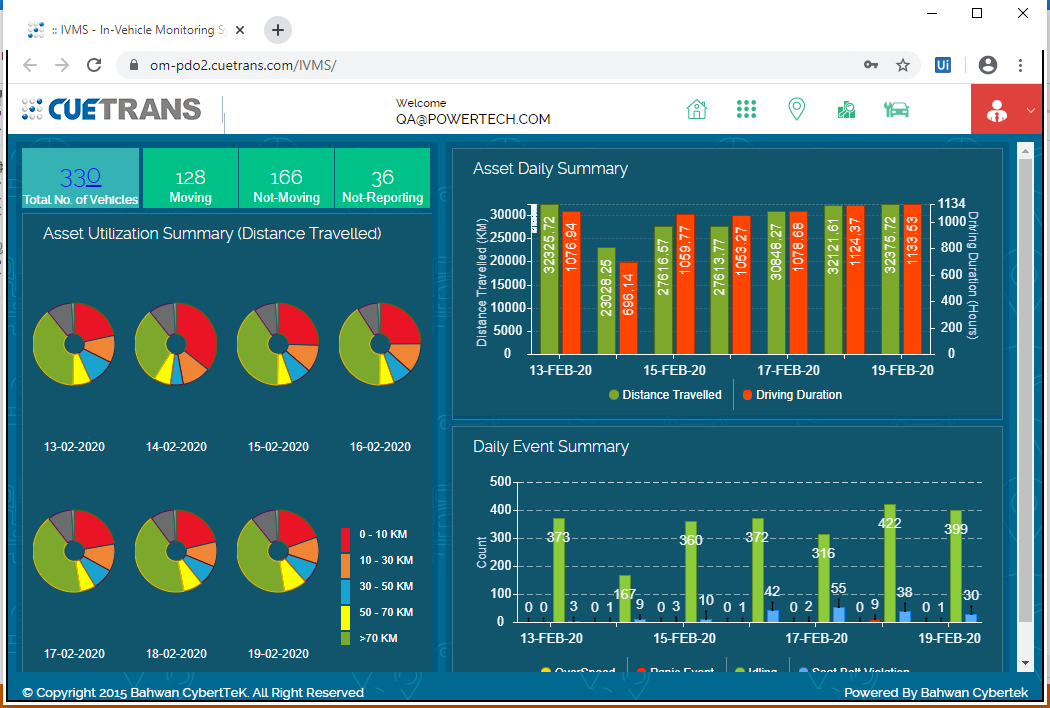 :: IVMS - In-Vehicle Monitoring Sy
om-pdo2.cuetrans.com/IVMS/
Ui
CUETRANS
Welcome
QA@POWERTECH.COM
330
Total No. of Vehicles
128
Moving
166
Not-Moving
36
Not-Reporting
Asset Utilization Summary (Distance Travelled)
13-02-2020 14-02-2020 15-02-2020 16-02-2020
17-02-2020 18-02-2020 19-02-2020
0 - 10 KM
10 - 30 KM
30 - 50 KM
50 - 70 KM
>70 KM
Asset Daily Summary
Distance Travelled (KM)
30000
25000
20000
15000
10000
5000
0
32325.72 1076.94 23028.25 696.14 27616.57 1059.77 27613.77 1053.27 30848.27 1078.68 32121.61 1124.37 32375.72 1133.53
1134
1000
800
600
400
200
0
Driving Duration (Hours)
13-FEB-20 15-FEB-20 17-FEB-20 19-FEB-20
Distance Travelled Driving Duration
Daily Event Summary
Count
500
400
300
200
100
0
0 0 373 3 0 1 167 9 0 3 360 10 0 1 372 42 0 2 316 55 0 9 422 38 0 1 399 30
13-FEB-20 15-FEB-20 17-FEB-20 19-FEB-20
OverSpeed Panic Event Idling Seat Belt Violation
© Copyright 2015 Bahwan CyberTeK. All Right Reserved
Powered By Bahwan Cybertek